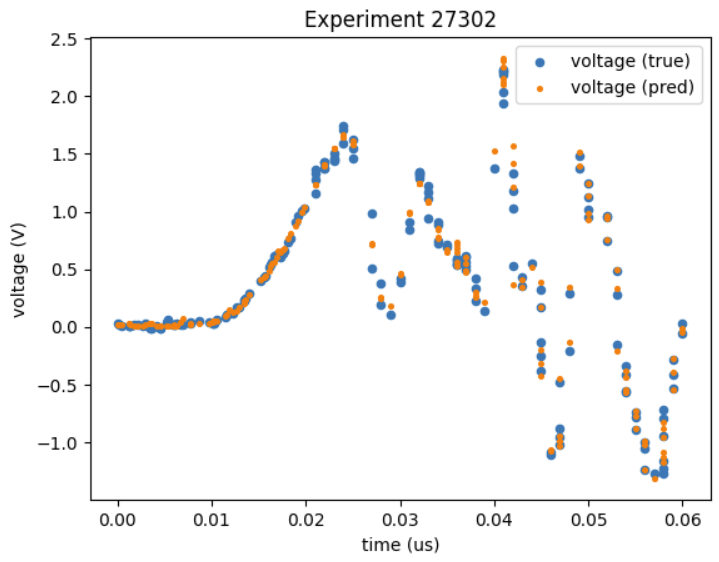 Experiment 27302
voltage (true)
voltage (pred)
voltage (V)
2.5
2.0
1.5
1.0
0.5
0.0
−0.5
−1.0
0.00 0.01 0.02 0.03 0.04 0.05 0.06
time (us)